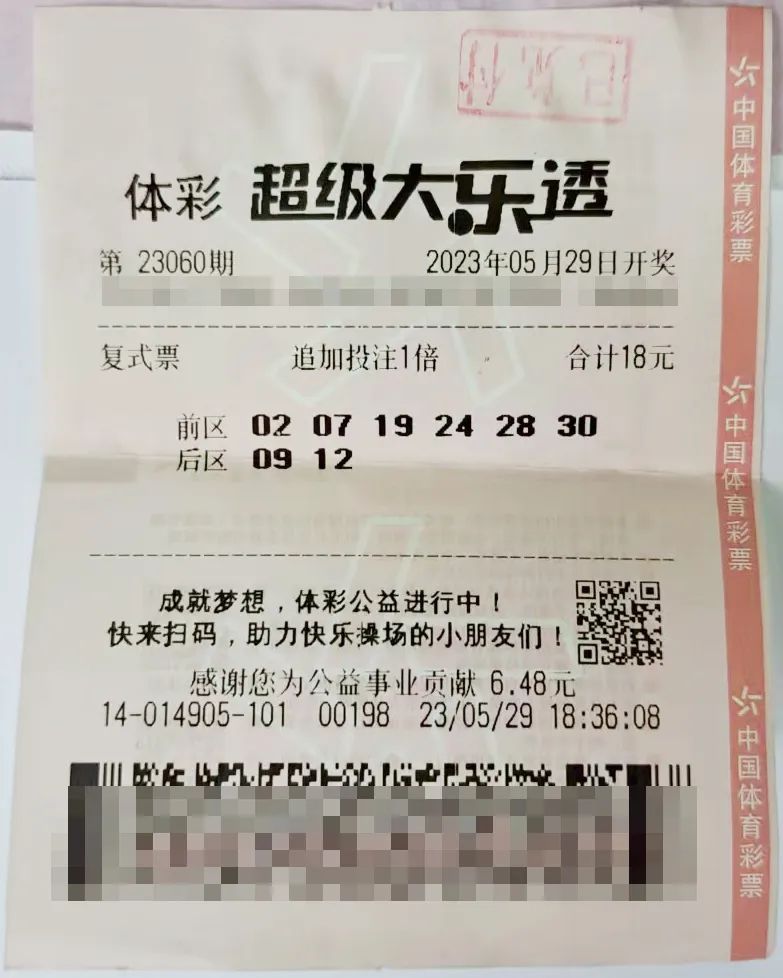 已兑付
体彩 超级大乐透
第 23060期 2023年05月29日开奖
复式票 追加投注1倍 合计18元
前区 02 07 19 24 28 30
后区 09 12
成就梦想，体彩公益进行中！
快来扫码，助力快乐操场的小朋友们！
感谢您为公益事业贡献 6.48元
14-014905-101 00198 23/05/29 18:36:08
中国体育彩票
中国体育彩票
中国体育彩票